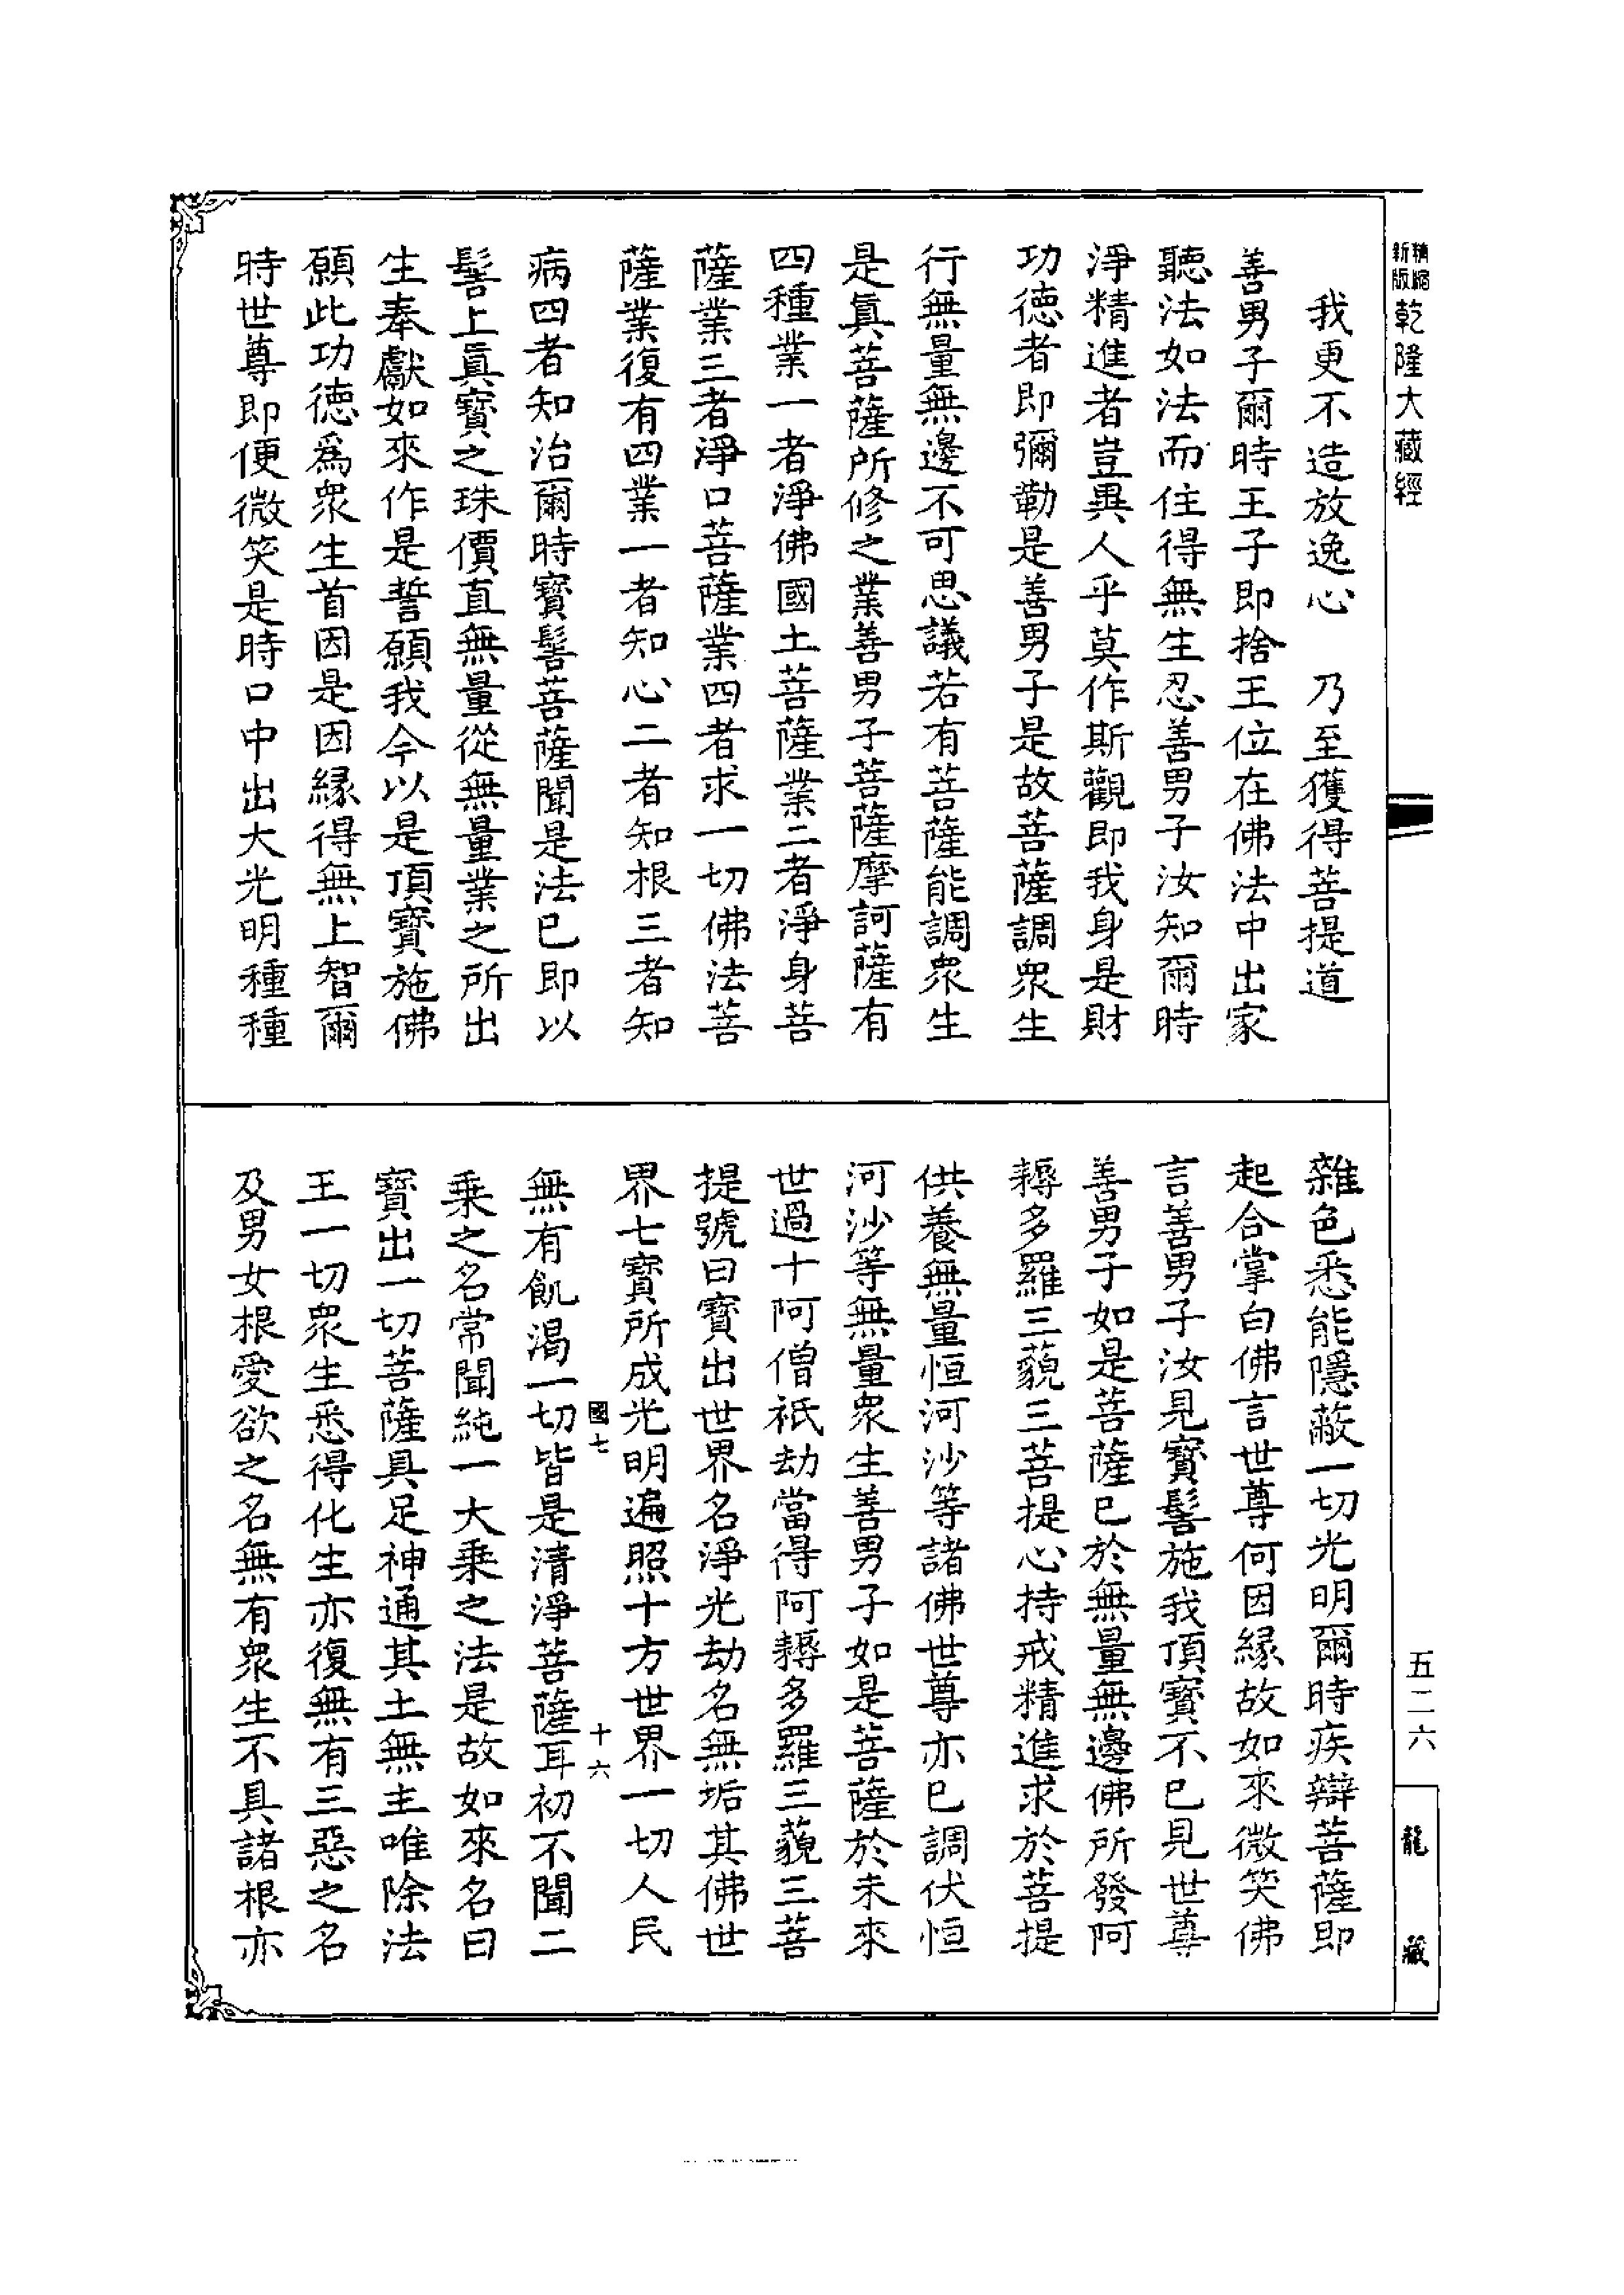 精縮新版乾隆大藏經
我更不造放逸心　乃至獲得菩提道
善男子爾時王子即捨王位在佛法中出家
聽法如法而住得無生忍善男子汝知爾時
淨精進者豈異人乎莫作斯觀即我身是財
功德者即彌勒是善男子是故菩薩調衆生
行無量無邊不可思議若有菩薩能調衆生
是眞菩薩所修之業善男子菩薩摩訶薩有
四種業一者淨佛國土菩薩業二者淨身菩
薩業三者淨口菩薩業四者求一切佛法菩
薩業復有四業一者知心二者知根三者知
病四者知治爾時寶髻菩薩聞是法已即以
髻上眞寶之珠價直無量從無量業之所出
生奉獻如來作是誓願我今以是頂寶施佛
願此功德爲衆生首因是因緣得無上智爾
時世尊即便微笑是時口中出大光明種種
雜色悉能隱蔽一切光明爾時疾辯菩薩即
起合掌白佛言世尊何因緣故如來微笑佛
言善男子汝見寶髻施我頂寶不已見世尊
善男子如是菩薩已於無量無邊佛所發阿
耨多羅三藐三菩提心持戒精進求於菩提
供養無量恒河沙等諸佛世尊亦已調伏恒
河沙等無量衆生善男子如是菩薩於未來
世過十阿僧祇劫當得阿耨多羅三藐三菩
提號曰寶出世界名淨光劫名無垢其佛世
界七寶所成光明遍照十方世界一切人民
國七　十六
無有飢渴一切皆是清淨菩薩耳初不聞二
乗之名常聞純一大乗之法是故如來名曰
寶出一切菩薩具足神通其土無主唯除法
王一切衆生悉得化生亦復無有三惡之名
及男女根愛欲之名無有衆生不具諸根亦
五二六
龍藏